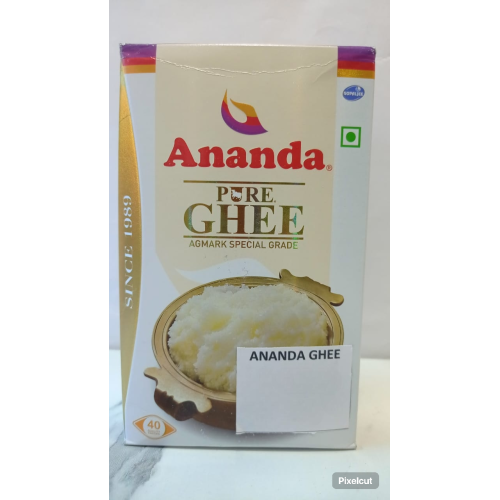 Ananda®
PURE
GHEE
AGMARK SPECIAL GRADE
SINCE 1989
ANANDA GHEE
40
Pixelcut